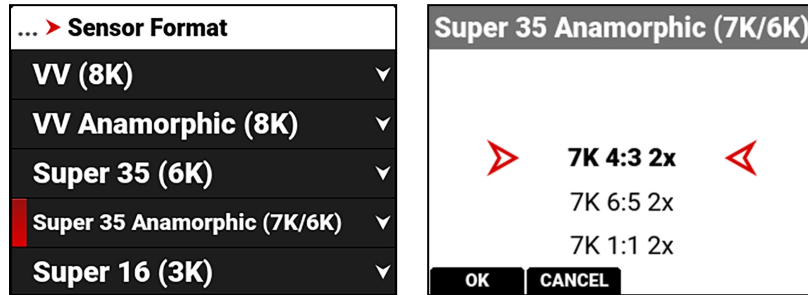 ... ➤ Sensor Format
VV (8K)
VV Anamorphic (8K)
Super 35 (6K)
Super 35 Anamorphic (7K/6K)
Super 16 (3K)
Super 35 Anamorphic (7K/6K)
7K 4:3 2x
7K 6:5 2x
7K 1:1 2x
OK CANCEL